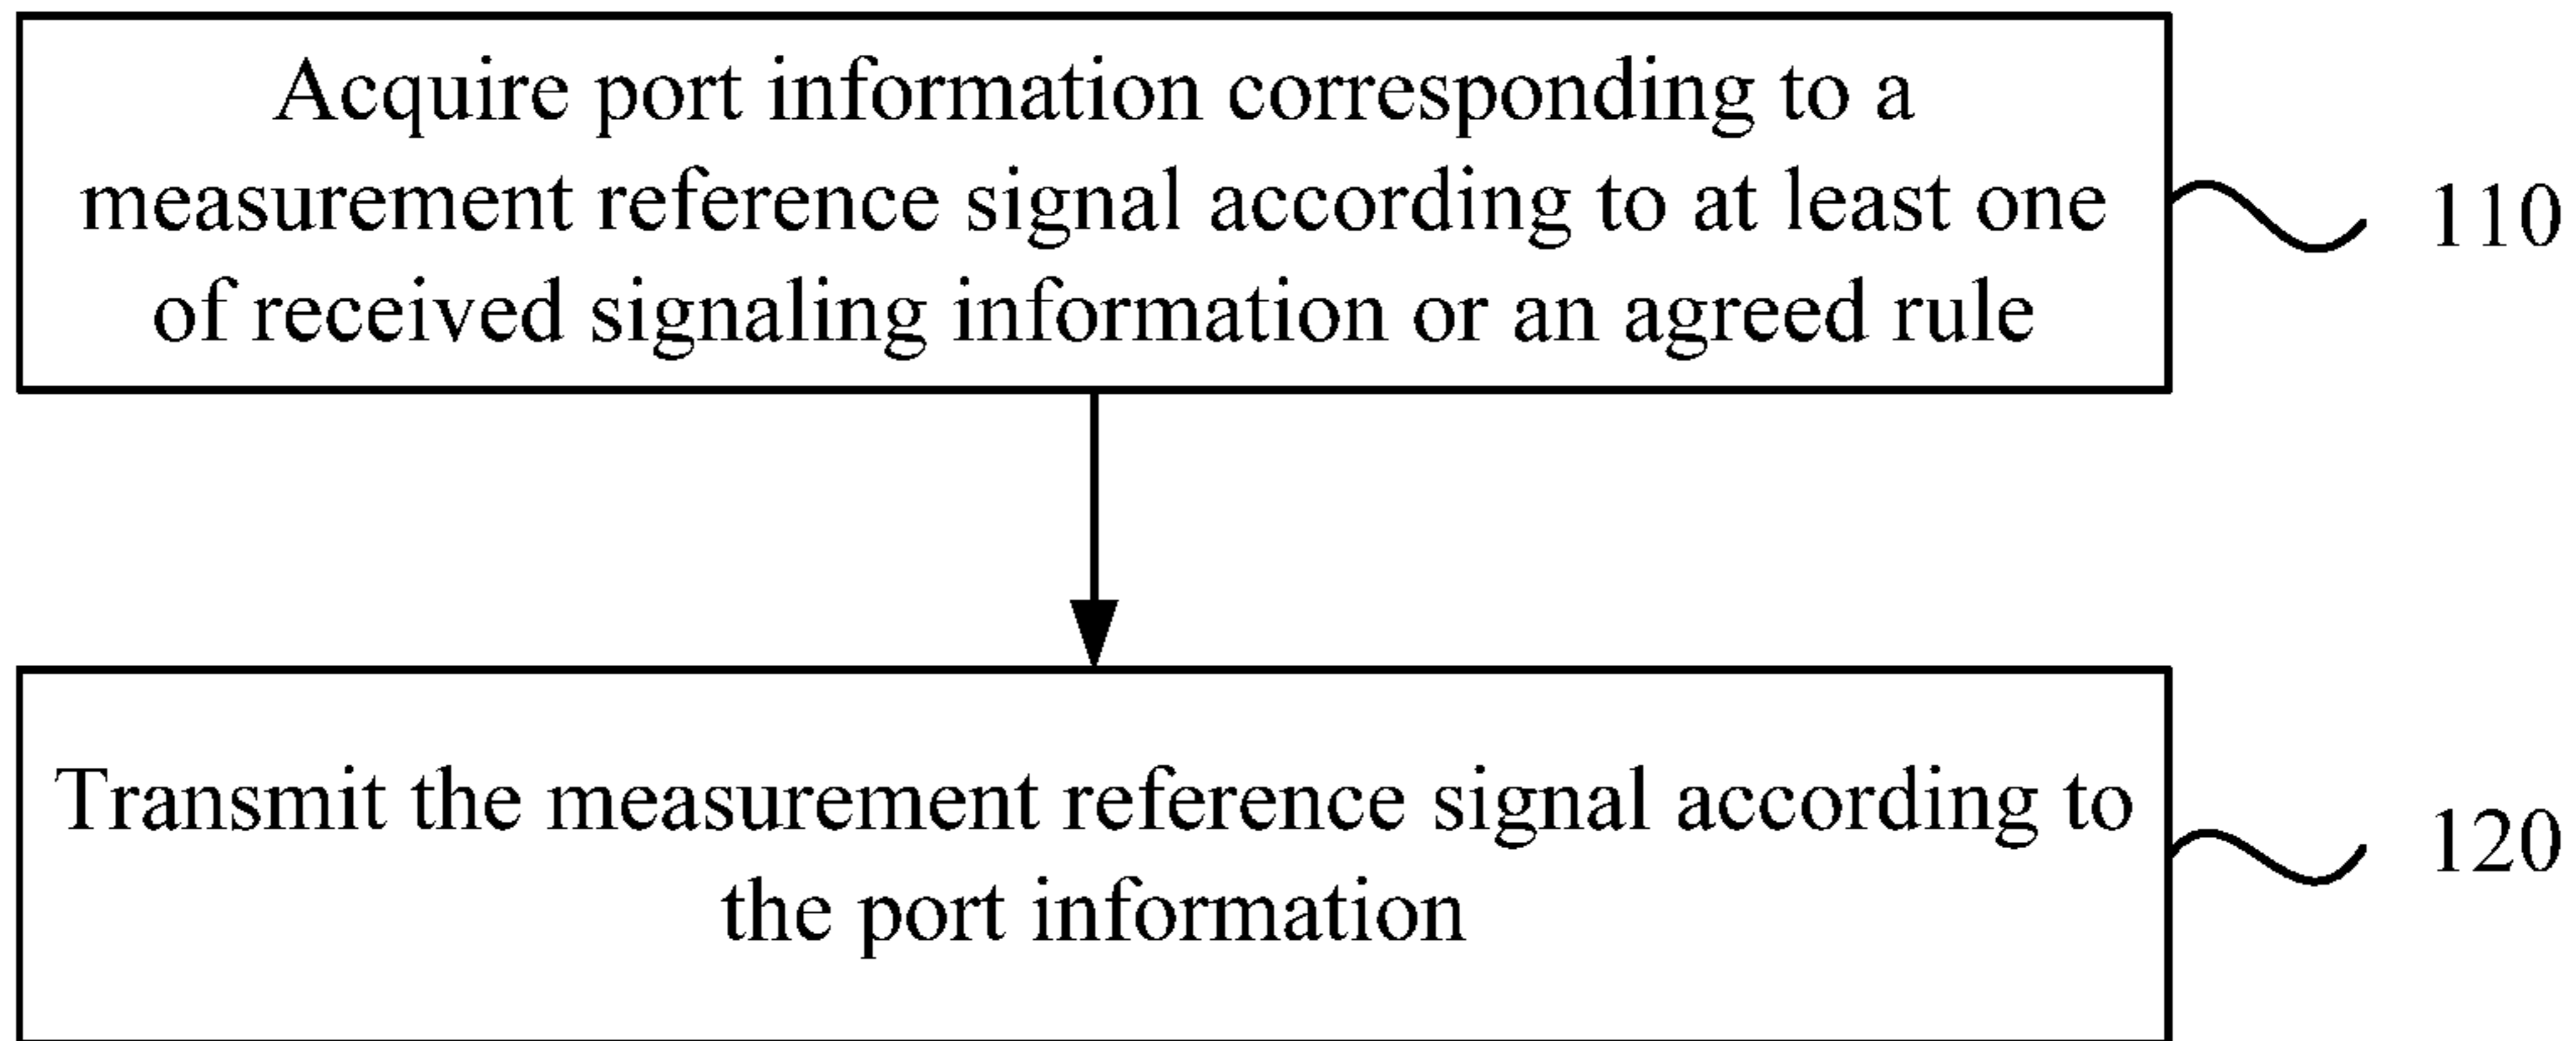 Acquire port information corresponding to a
measurement reference signal according to at least one
of received signaling information or an agreed rule
110
Transmit the measurement reference signal according to
the port information
120